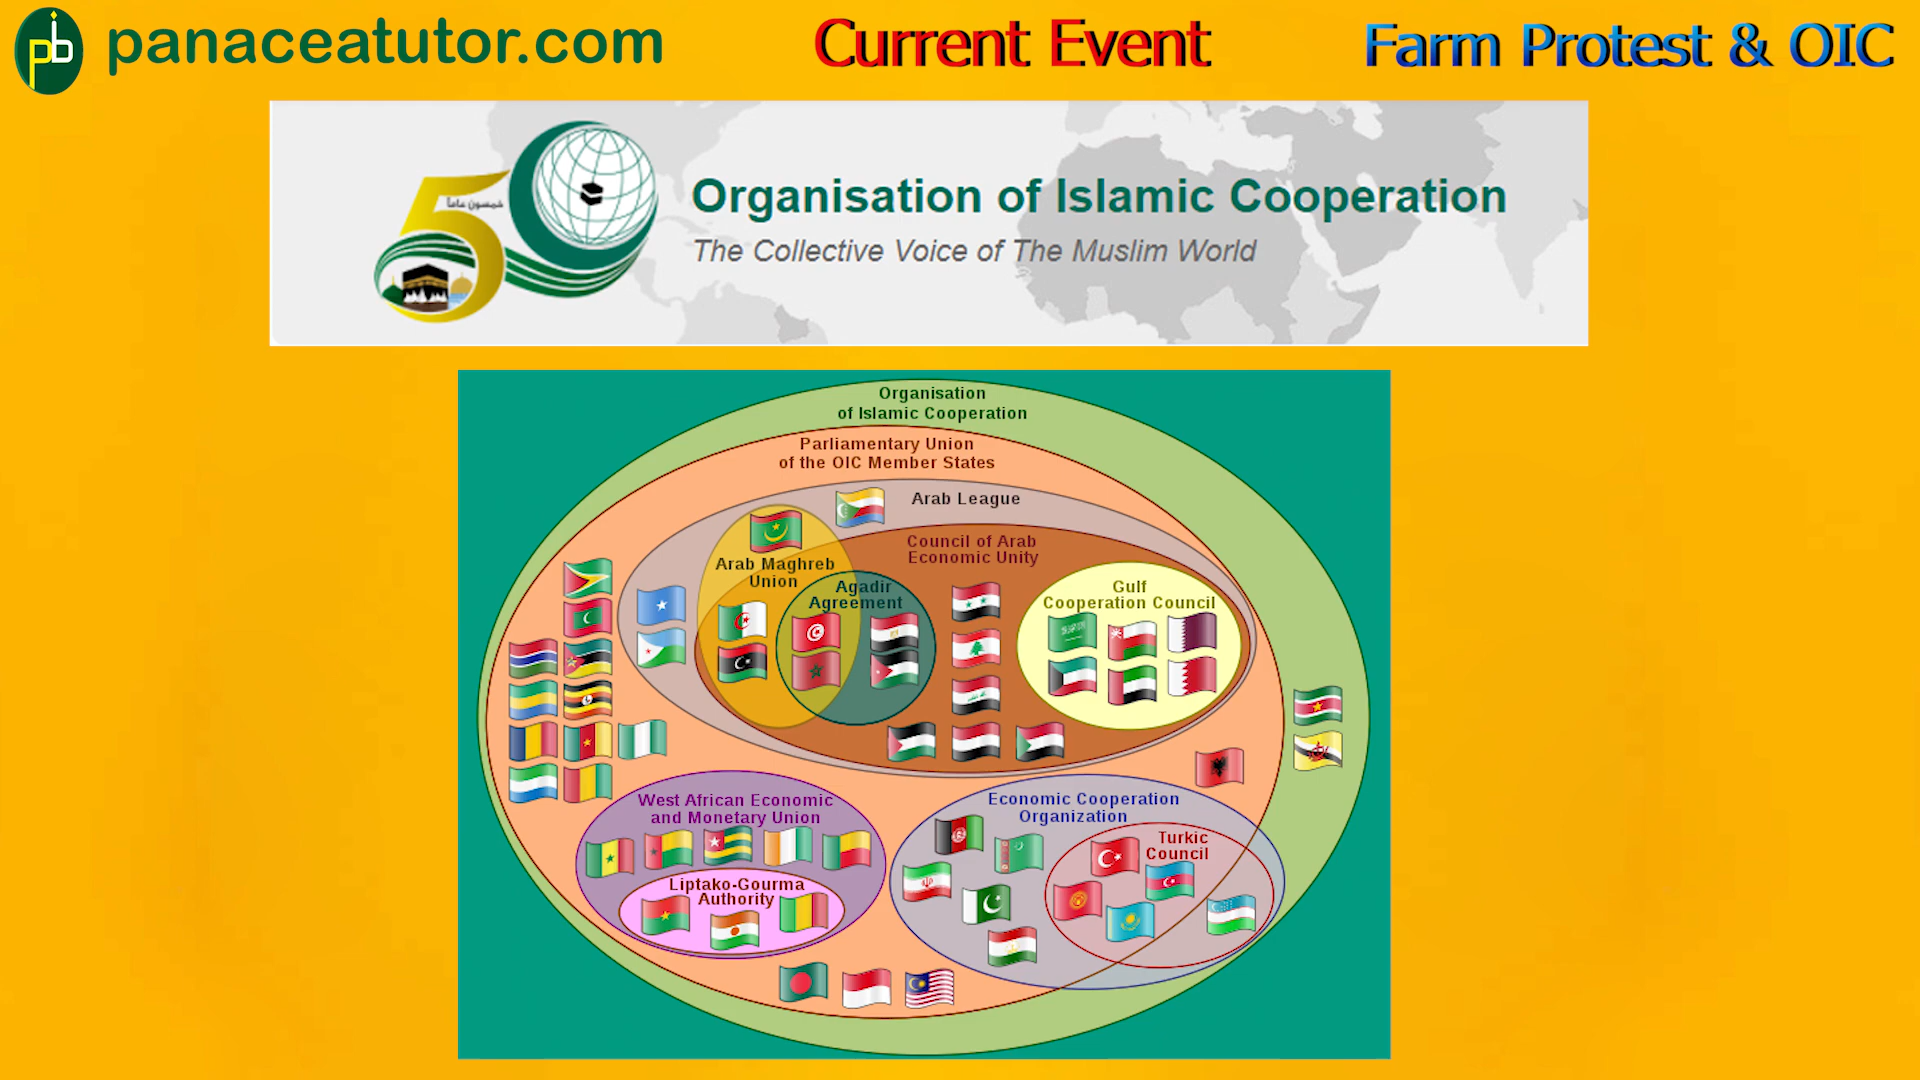 pb panaceatutor.com
Current Event
Farm Protest & OIC
خمسون عاماً
Organisation of Islamic Cooperation
The Collective Voice of The Muslim World
Organisation
of Islamic Cooperation
Parliamentary Union
of the OIC Member States
Arab League
Council of Arab
Economic Unity
Arab Maghreb
Union
Agadir
Agreement
Gulf
Cooperation Council
West African Economic
and Monetary Union
Liptako-Gourma
Authority
Economic Cooperation
Organization
Turkic
Council